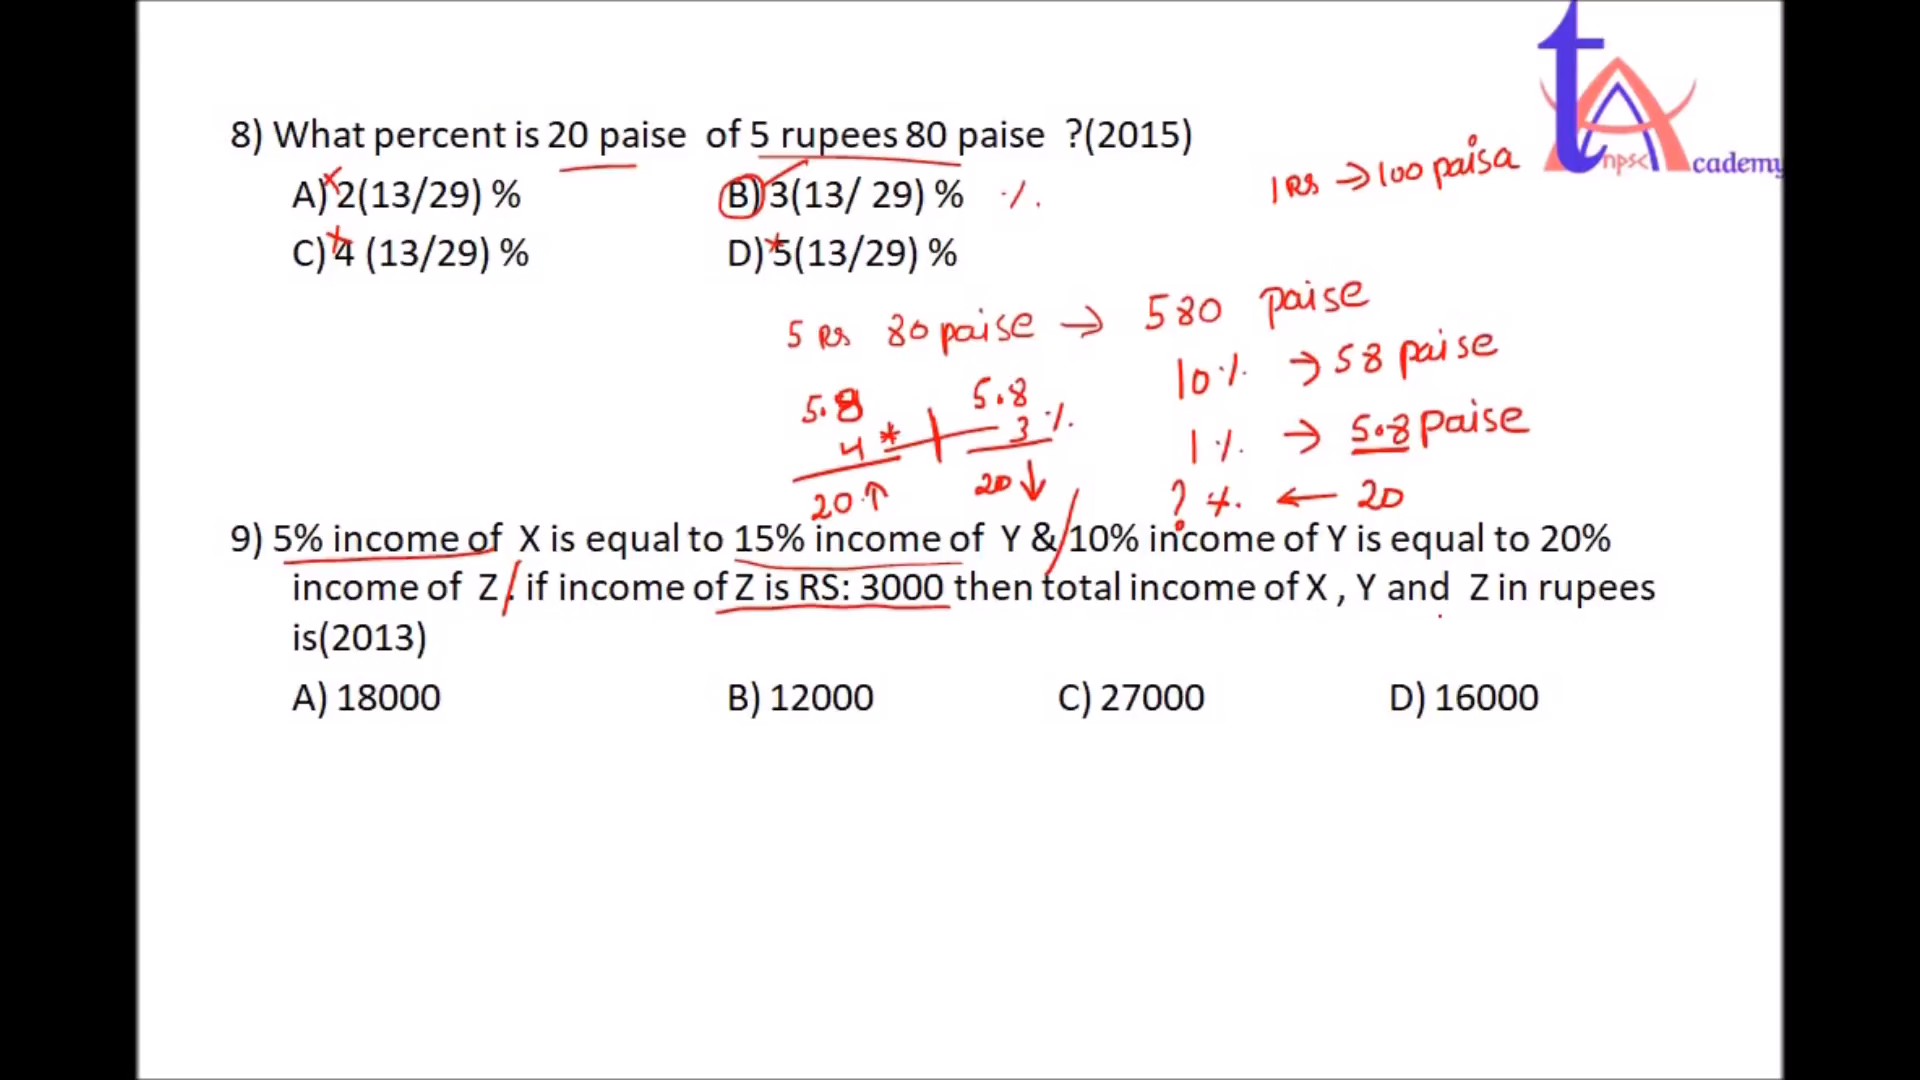 tA
npsc cademy
8) What percent is 20 paise of 5 rupees 80 paise ?(2015)
1 RS → 100 paisa
A) 2(13/29) %
B) 3(13/ 29) % %
C) 4 (13/29) %
D) 5(13/29) %
5 RS 80 paise → 580 paise
10% → 58 paise
5.8
4 *
20 ↑
5.8
3 %
20 ↓
1% → 5.8 paise
? % ← 20
9) 5% income of X is equal to 15% income of Y & 10% income of Y is equal to 20%
income of Z . if income of Z is RS: 3000 then total income of X , Y and Z in rupees
is(2013)
A) 18000
B) 12000
C) 27000
D) 16000